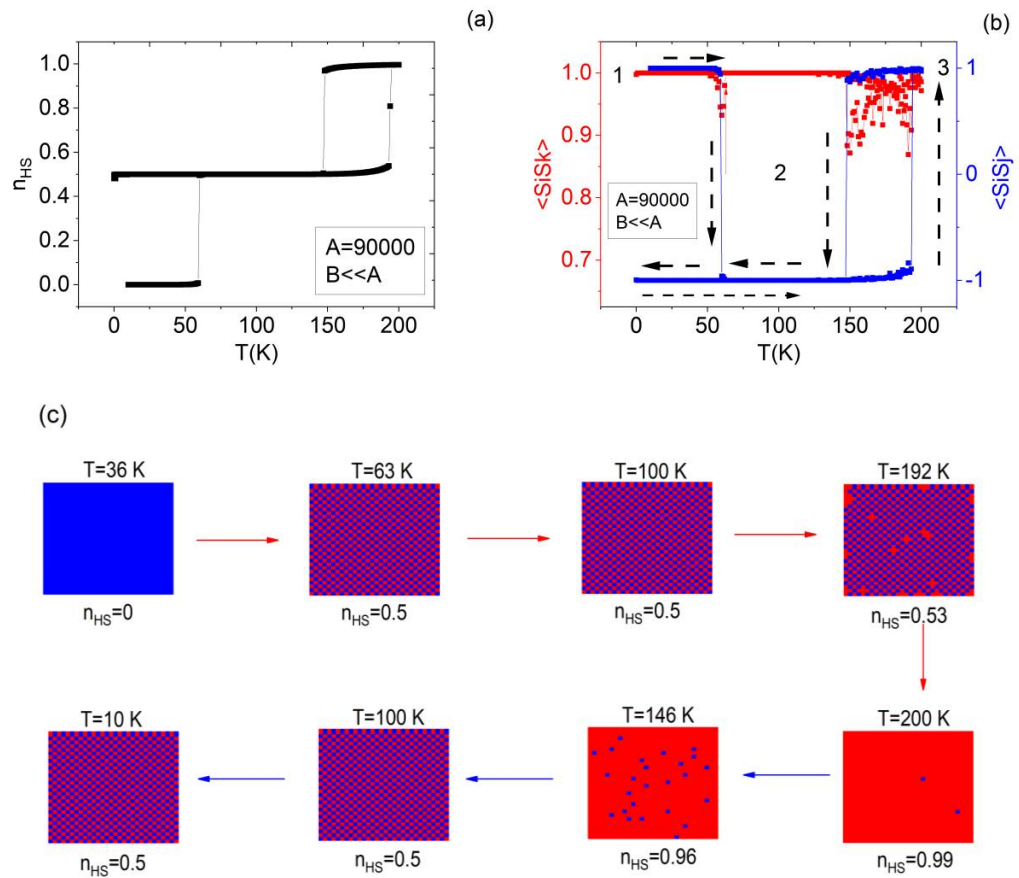 (a)
1.0
0.8
0.6
0.4
0.2
0.0
nHS
A=90000
B<<A
0 50 100 150 200
T(K)
(b)
1.0
0.9
0.8
0.7
<SiSk>
1
2
3
A=90000
B<<A
1
0
-1
<SiSj>
0 50 100 150 200
T(K)
(c)
T=36 K
T=63 K
T=100 K
T=192 K
nHS=0
nHS=0.5
nHS=0.5
nHS=0.53
T=10 K
T=100 K
T=146 K
T=200 K
nHS=0.5
nHS=0.5
nHS=0.96
nHS=0.99